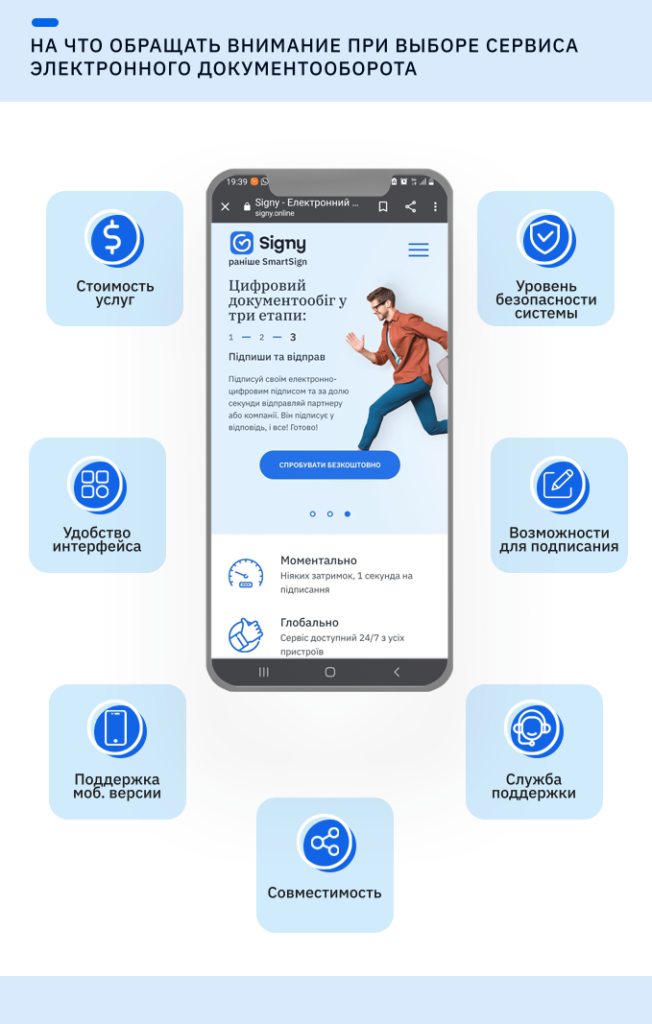 НА ЧТО ОБРАЩАТЬ ВНИМАНИЕ ПРИ ВЫБОРЕ СЕРВИСА
ЭЛЕКТРОННОГО ДОКУМЕНТООБОРОТА
Стоимость
услуг
Удобство
интерфейса
Поддержка
моб. версии
19:39
Signy - Електронний ...
signy.online
Signy
раніше SmartSign
Цифровий
документообіг у
три етапи:
1 — 2 — 3
Підпиши та відправ
Підписуй своїм електронно-
цифровим підписом та за долю
секунди відправляй партнеру
або компанії. Він підписує у
відповідь, і все! Готово!
СПРОБУВАТИ БЕЗКОШТОВНО
Моментально
Ніяких затримок, 1 секунда на
підписання
Глобально
Сервіс доступний 24/7 з усіх
пристроїв
Уровень
безопасности
системы
Возможности
для подписания
Служба
поддержки
Совместимость